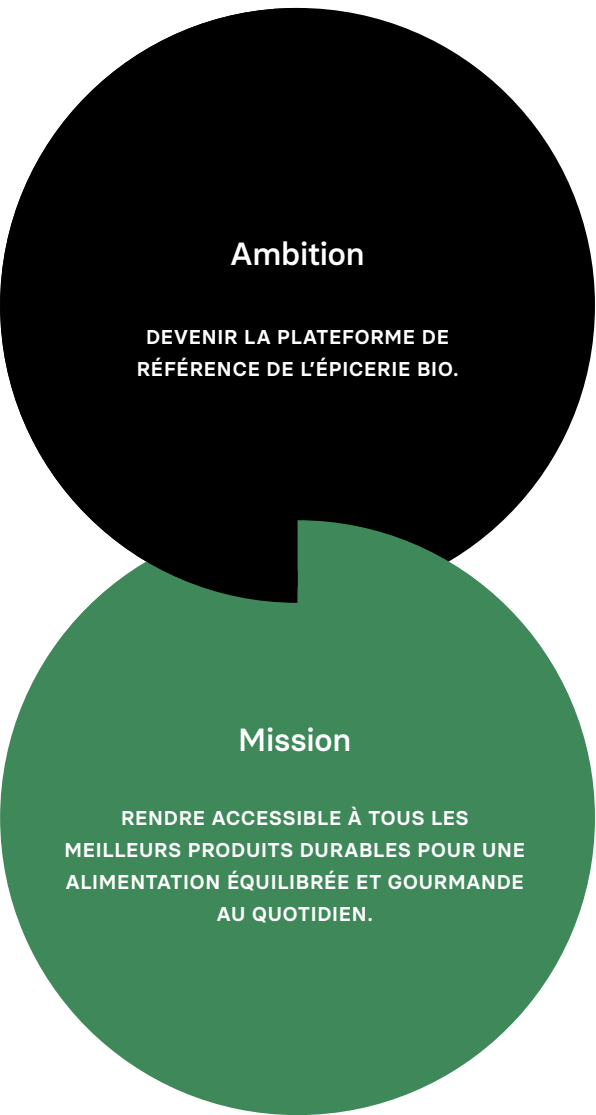 Ambition
DEVENIR LA PLATEFORME DE
RÉFÉRENCE DE L’ÉPICERIE BIO.
Mission
RENDRE ACCESSIBLE À TOUS LES
MEILLEURS PRODUITS DURABLES POUR UNE
ALIMENTATION ÉQUILIBRÉE ET GOURMANDE
AU QUOTIDIEN.